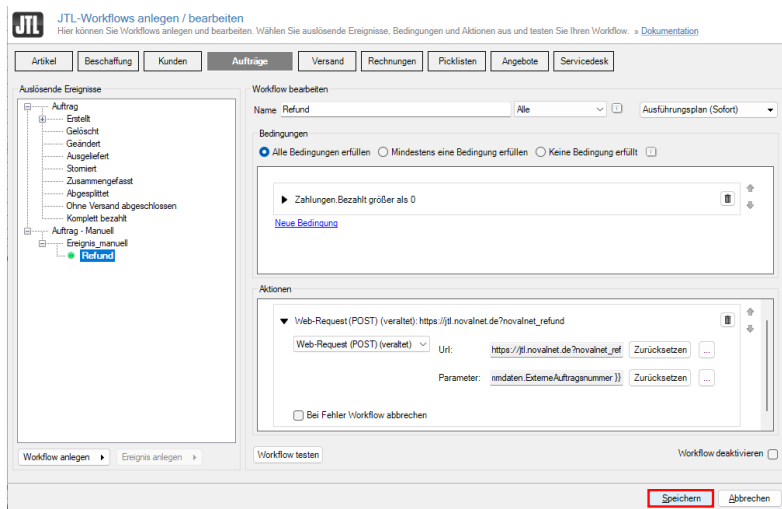 JTL
JTL-Workflows anlegen / bearbeiten
Hier können Sie Workflows anlegen und bearbeiten. Wählen Sie auslösende Ereignisse, Bedingungen und Aktionen aus und testen Sie Ihren Workflow. » Dokumentation
Artikel Beschaffung Kunden Aufträge Versand Rechnungen Picklisten Angebote Servicedesk
Auslösende Ereignisse
Auftrag
Erstellt
Gelöscht
Geändert
Ausgeliefert
Storniert
Zusammengefasst
Abgesplittet
Ohne Versand abgeschlossen
Komplett bezahlt
Auftrag - Manuell
Ereignis_manuell
Refund
Workflow anlegen Ereignis anlegen
Workflow bearbeiten
Name Refund Alle Ausführungsplan (Sofort)
Bedingungen
Alle Bedingungen erfüllen Mindestens eine Bedingung erfüllen Keine Bedingung erfüllt
Zahlungen.Bezahlt größer als 0
Neue Bedingung
Aktionen
Web-Request (POST) (veraltet): https://jtl.novalnet.de?novalnet_refund
Web-Request (POST) (veraltet) Url: https://jtl.novalnet.de?novalnet_ref Zurücksetzen ...
Parameter: nmdaten.ExterneAuftragsnummer }} Zurücksetzen ...
Bei Fehler Workflow abbrechen
Workflow testen Workflow deaktivieren
Speichern Abbrechen